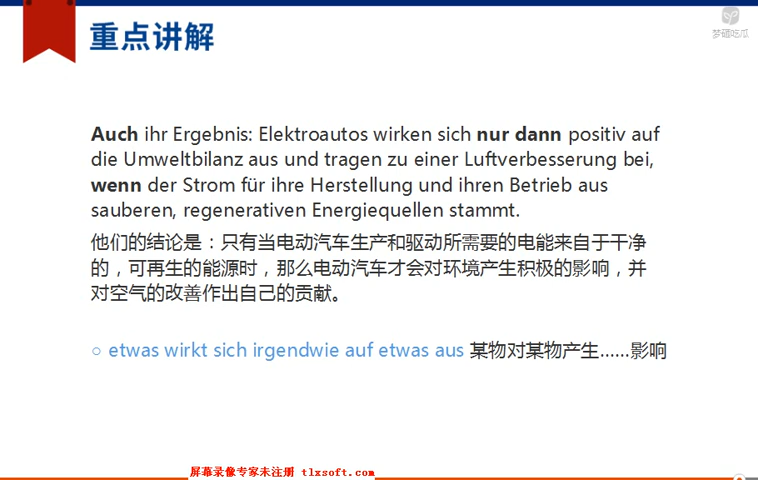 重点讲解
梦砸吃瓜
Auch ihr Ergebnis: Elektroautos wirken sich nur dann positiv auf
die Umweltbilanz aus und tragen zu einer Luftverbesserung bei,
wenn der Strom für ihre Herstellung und ihren Betrieb aus
sauberen, regenerativen Energiequellen stammt.
他们的结论是：只有当电动汽车生产和驱动所需要的电能来自于干净
的，可再生的能源时，那么电动汽车才会对环境产生积极的影响，并
对空气的改善作出自己的贡献。
○ etwas wirkt sich irgendwie auf etwas aus 某物对某物产生……影响
屏幕录像专家未注册 tlxsoft.com